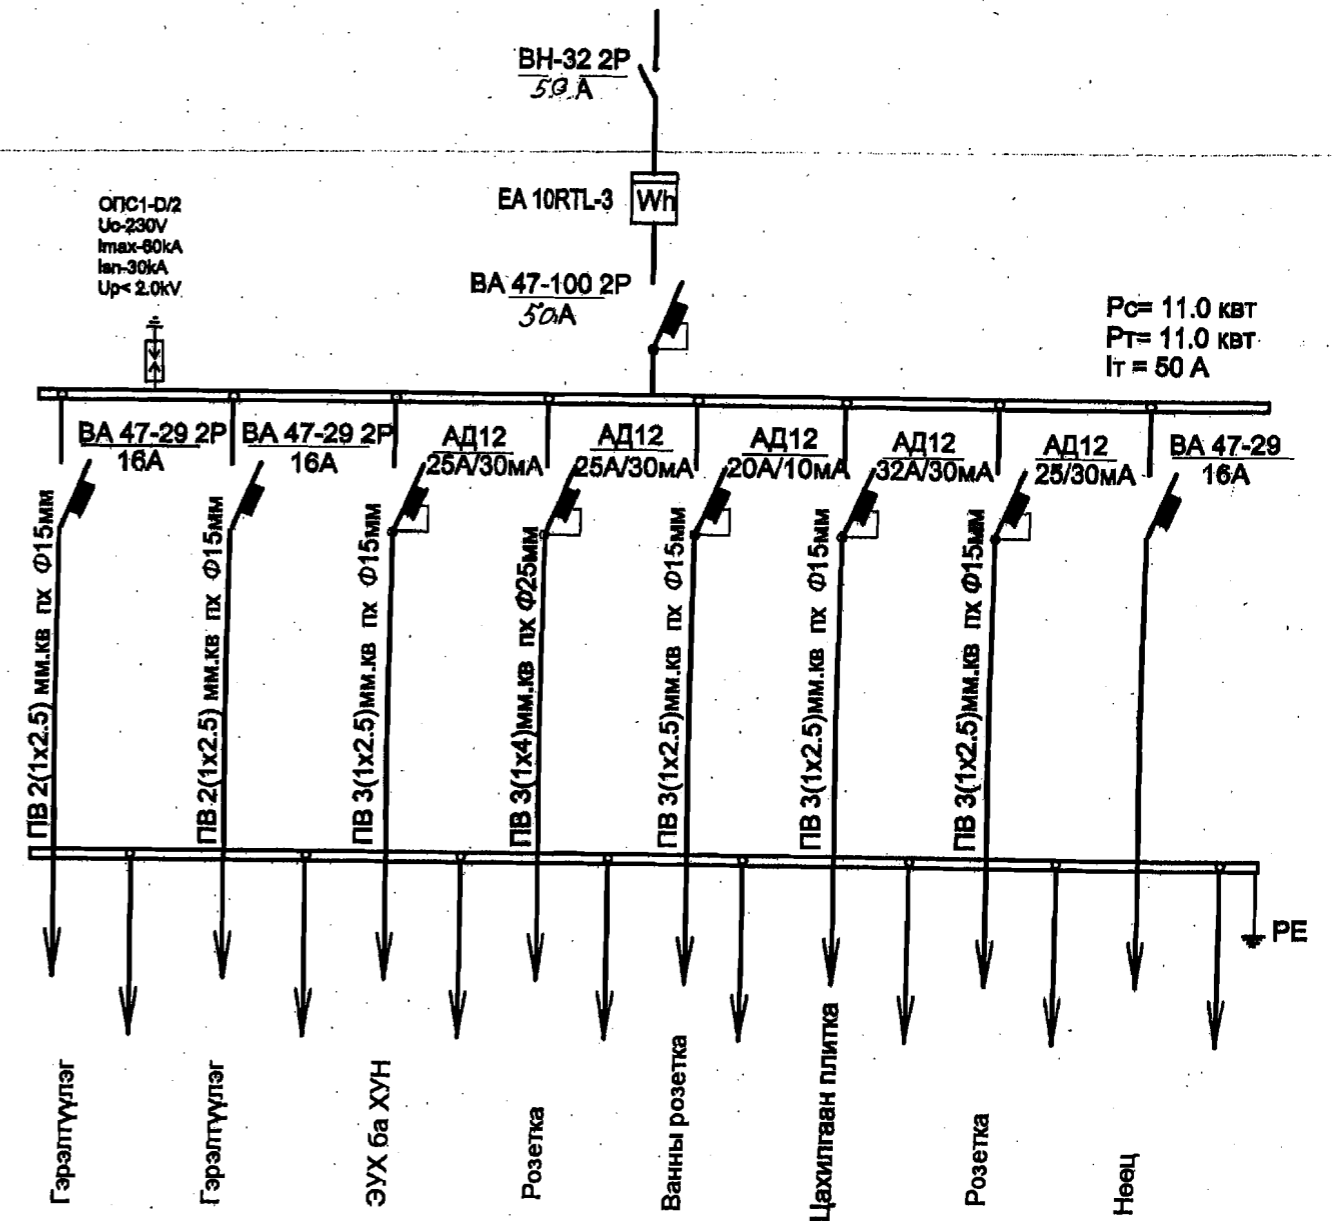 ВН-32 2Р
50 А
ЕА 10RTL-3
Wh
ОПС1-D/2
Uc-230V
Imax-60kA
Isn-30kA
Up< 2.0kV
ВА 47-100 2Р
50А
Рс= 11.0 квт
Рт= 11.0 квт
Iт = 50 А
ВА 47-29 2Р
16А
ВА 47-29 2Р
16А
АД12
25А/30мА
АД12
25А/30мА
АД12
20А/10мА
АД12
32А/30мА
АД12
25/30мА
ВА 47-29
16А
ПВ 2(1х2.5) мм.кв пх Ф15мм
ПВ 2(1х2.5) мм.кв пх Ф15мм
ПВ 3(1х2.5)мм.кв пх Ф15мм
ПВ 3(1х4)мм.кв пх Ф25мм
ПВ 3(1х2.5)мм.кв пх Ф15мм
ПВ 3(1х2.5)мм.кв пх Ф15мм
ПВ 3(1х2.5)мм.кв пх Ф15мм
РЕ
Гэрэлтүүлэг
Гэрэлтүүлэг
ЭУХ ба ХУН
Розетка
Ванны розетка
Цахилгаан плитка
Розетка
Нөөц